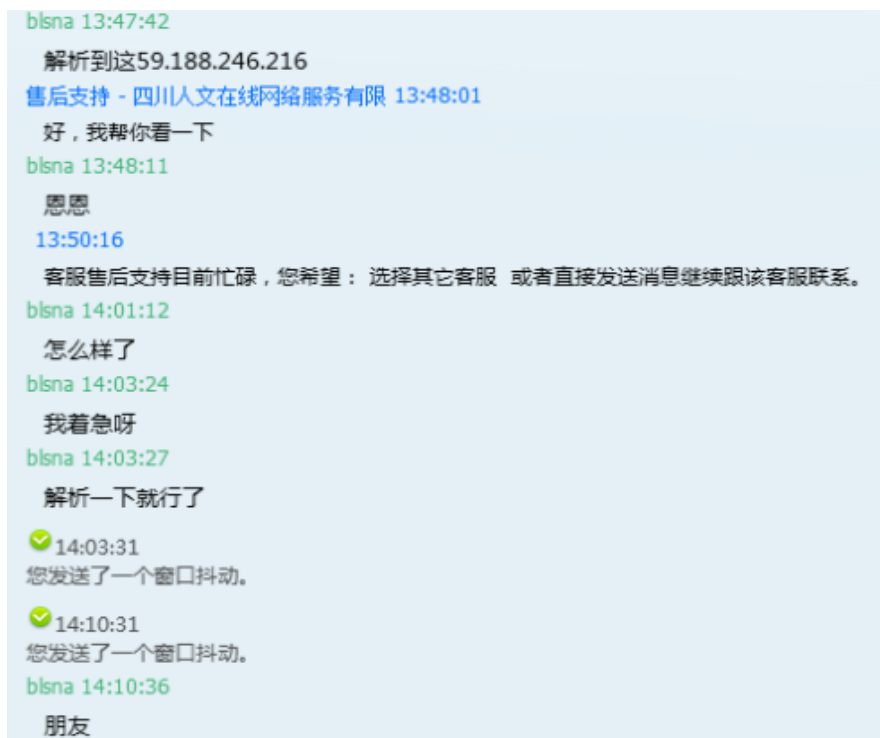 blsna 13:47:42
解析到这59.188.246.216
售后支持 - 四川人文在线网络服务有限 13:48:01
好，我帮你看一下
blsna 13:48:11
恩恩
13:50:16
客服售后支持目前忙碌，您希望： 选择其它客服 或者直接发送消息继续跟该客服联系。
blsna 14:01:12
怎么样了
blsna 14:03:24
我着急呀
blsna 14:03:27
解析一下就行了
14:03:31
您发送了一个窗口抖动。
14:10:31
您发送了一个窗口抖动。
blsna 14:10:36
朋友